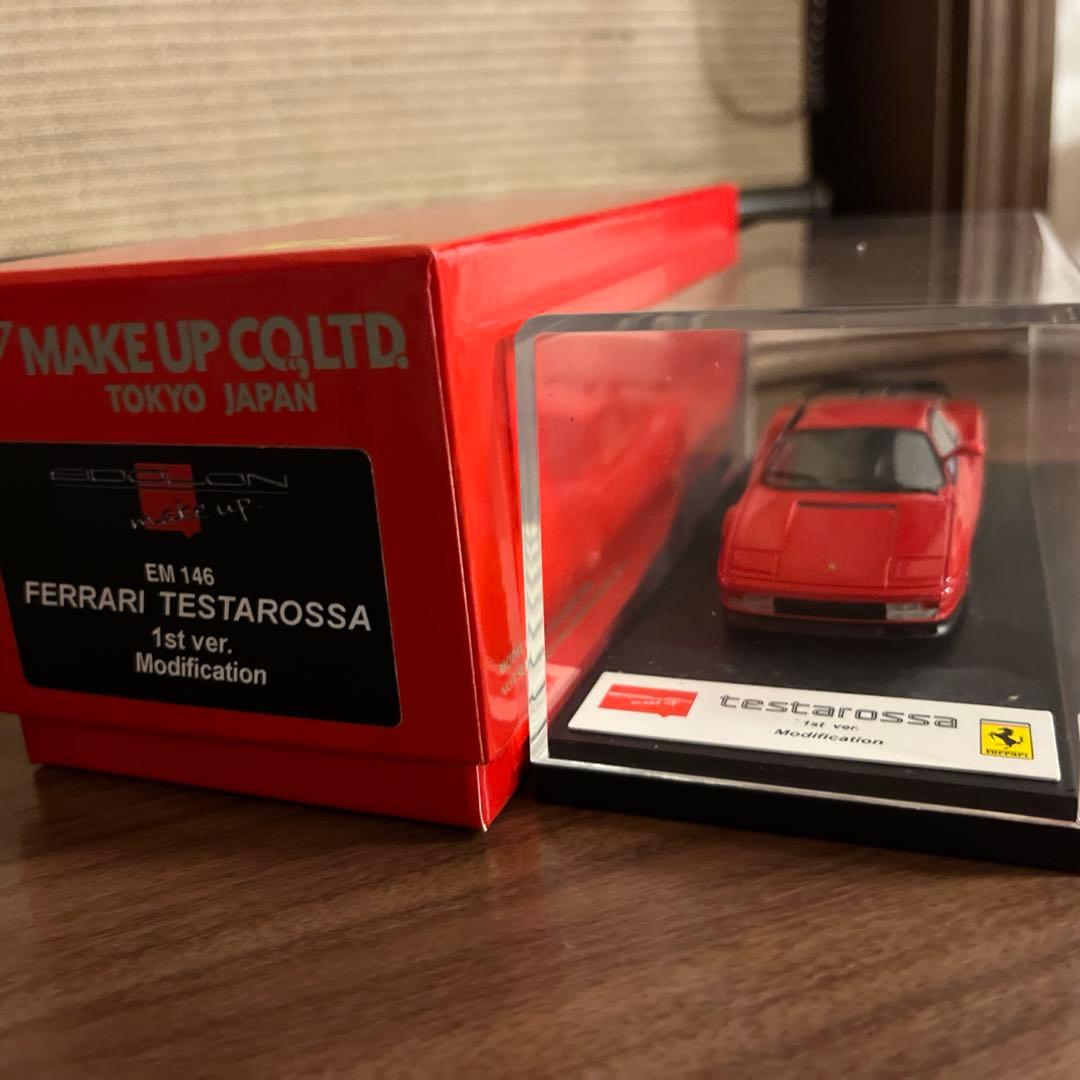 MAKE UP CO.,LTD.
TOKYO JAPAN
EIDOLON
make up
EM 146
FERRARI TESTAROSSA
1st ver.
Modification
testarossa
1st ver.
Modification
Ferrari